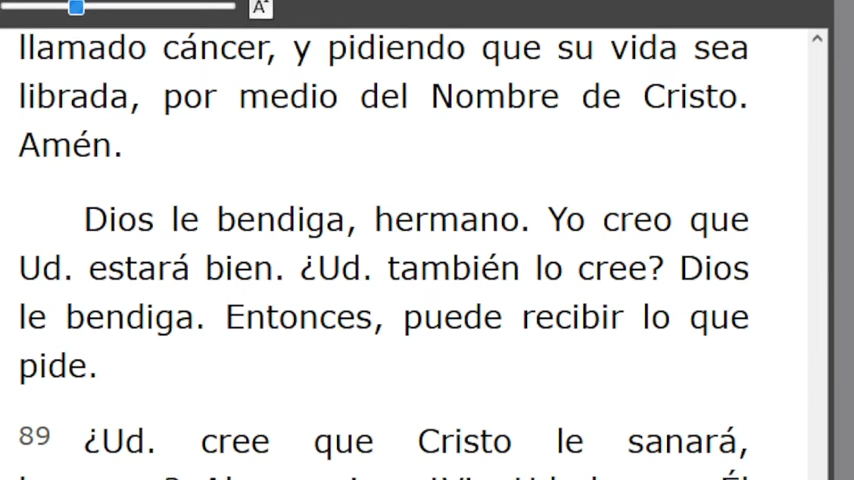 A
llamado cáncer, y pidiendo que su vida sea
librada, por medio del Nombre de Cristo.
Amén.
Dios le bendiga, hermano. Yo creo que
Ud. estará bien. ¿Ud. también lo cree? Dios
le bendiga. Entonces, puede recibir lo que
pide.
89 ¿Ud. cree que Cristo le sanará,